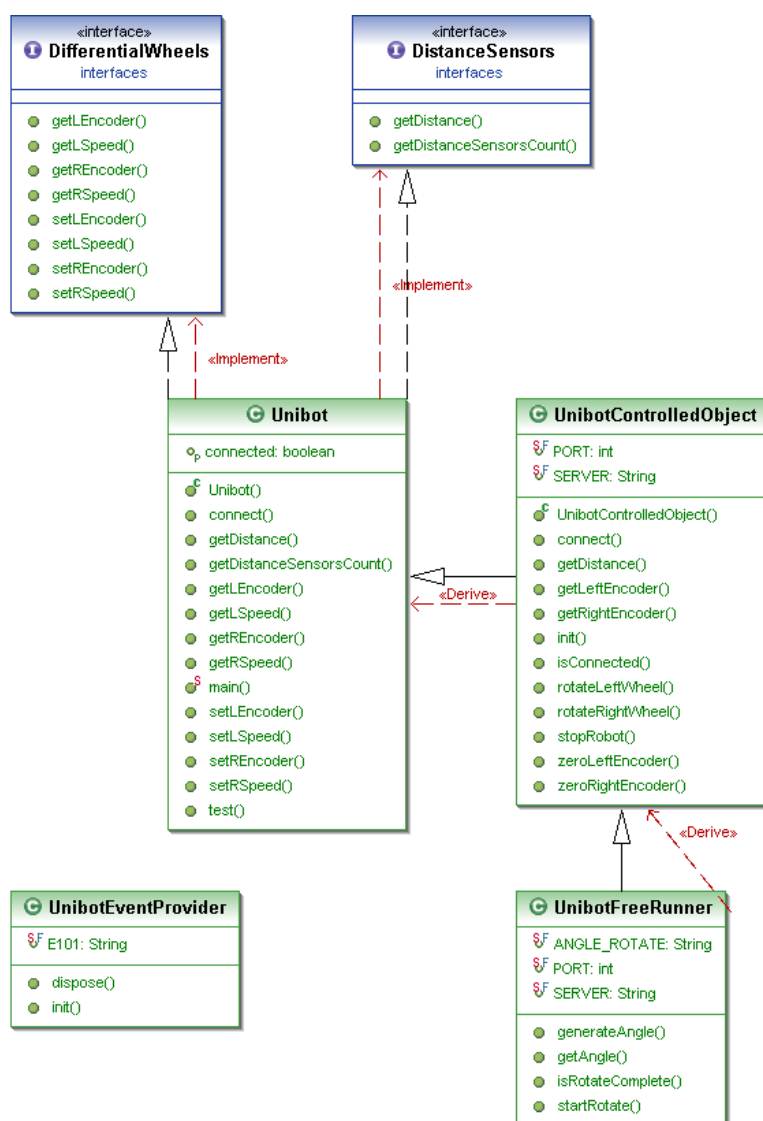 «interface»
DifferentialWheels
interfaces
getLEncoder()
getLSpeed()
getREncoder()
getRSpeed()
setLEncoder()
setLSpeed()
setREncoder()
setRSpeed()
«interface»
DistanceSensors
interfaces
getDistance()
getDistanceSensorsCount()
«Implement»
«Implement»
Unibot
connected: boolean
Unibot()
connect()
getDistance()
getDistanceSensorsCount()
getLEncoder()
getLSpeed()
getREncoder()
getRSpeed()
main()
setLEncoder()
setLSpeed()
setREncoder()
setRSpeed()
test()
«Derive»
UnibotControlledObject
PORT: int
SERVER: String
UnibotControlledObject()
connect()
getDistance()
getLeftEncoder()
getRightEncoder()
init()
isConnected()
rotateLeftWheel()
rotateRightWheel()
stopRobot()
zeroLeftEncoder()
zeroRightEncoder()
«Derive»
UnibotEventProvider
E101: String
dispose()
init()
UnibotFreeRunner
ANGLE_ROTATE: String
PORT: int
SERVER: String
generateAngle()
getAngle()
isRotateComplete()
startRotate()